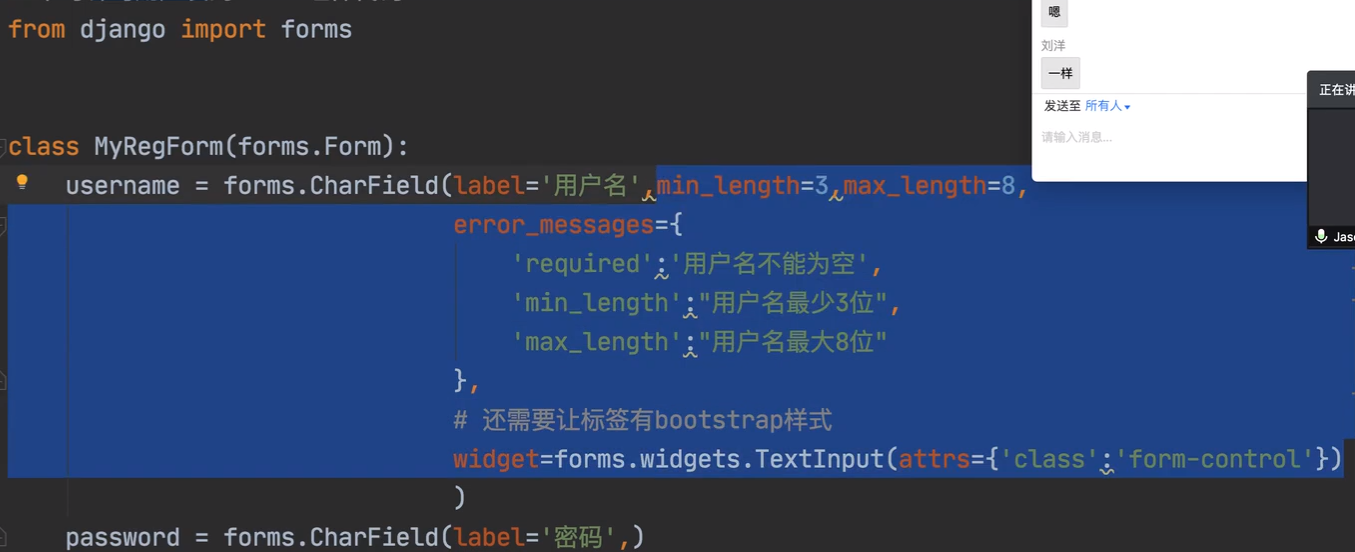 from django import forms
class MyRegForm(forms.Form):
username = forms.CharField(label='用户名',min_length=3,max_length=8,
error_messages={
'required':'用户名不能为空',
'min_length':"用户名最少3位",
'max_length':"用户名最大8位"
},
# 还需要让标签有bootstrap样式
widget=forms.widgets.TextInput(attrs={'class':'form-control'})
)
password = forms.CharField(label='密码',)
嗯
刘洋
一样
发送至 所有人
请输入消息...
正在讲
Jas